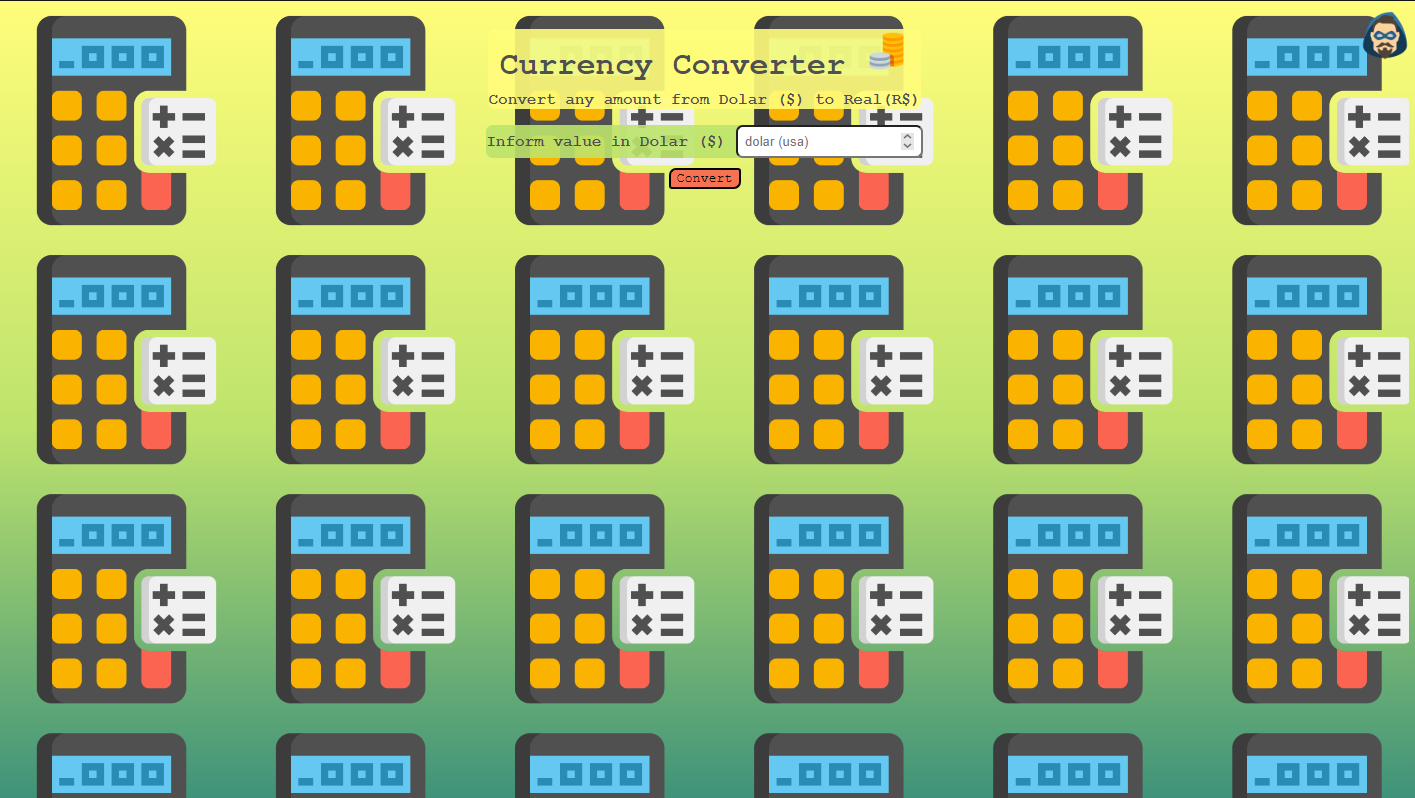 Currency Converter
Convert any amount from Dolar ($) to Real(R$)
Inform value in Dolar ($) dolar (usa)
Convert